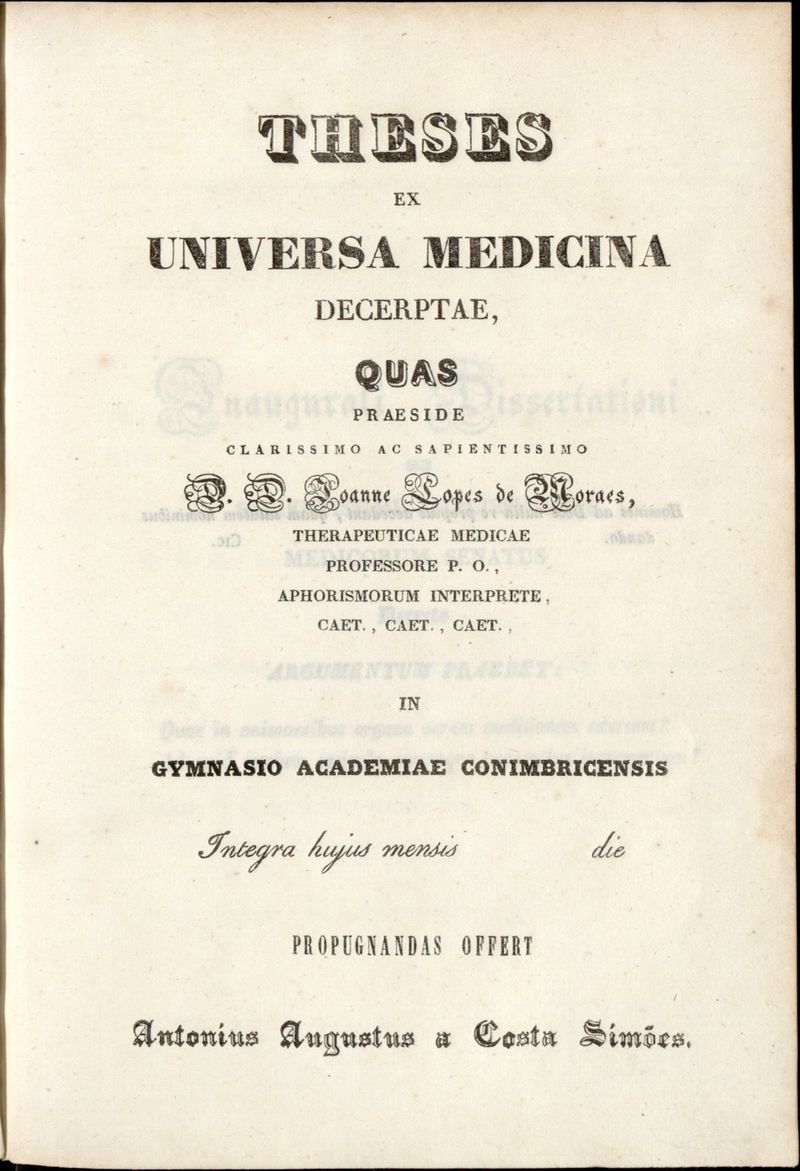 THESES
EX
UNIVERSA MEDICINA
DECERPTAE,
QUAS
PRAESIDE
CLARISSIMO AC SAPIENTISSIMO
D. D. Joanne Lopes de Moraes,
THERAPEUTICAE MEDICAE
PROFESSORE P. O.,
APHORISMORUM INTERPRETE,
CAET., CAET., CAET.,
IN
GYMNASIO ACADEMIAE CONIMBRICENSIS
Integra hujus mensis die
PROPUGNANDAS OFFERT
Antonius Augustus a Costa Simões.